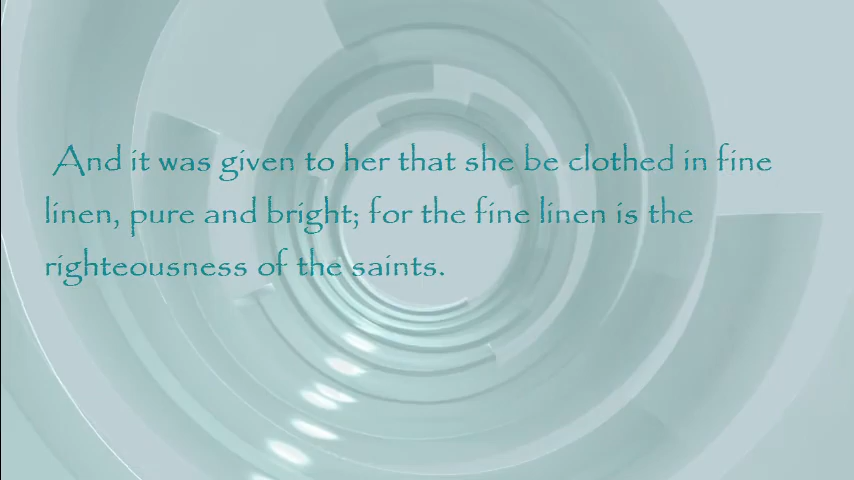 And it was given to her that she be clothed in fine
linen, pure and bright; for the fine linen is the
righteousness of the saints.